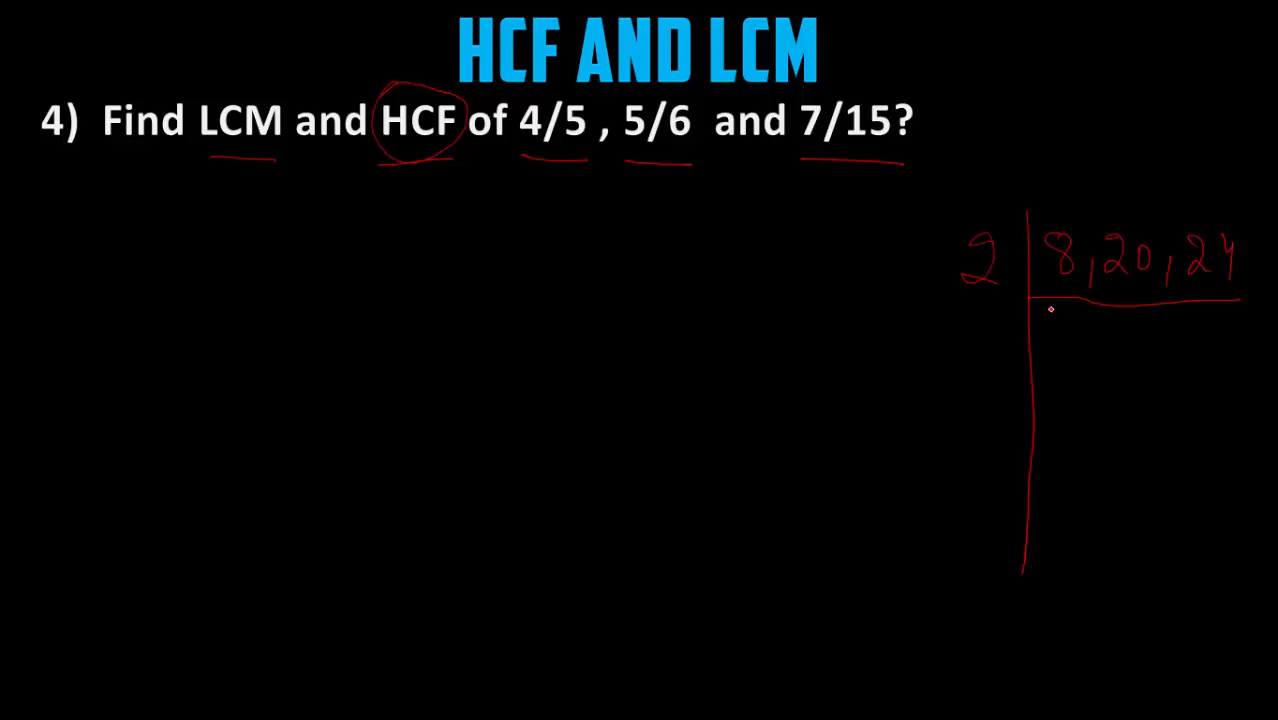 HCF AND LCM
4) Find LCM and HCF of 4/5 , 5/6 and 7/15?
2 8, 20, 24